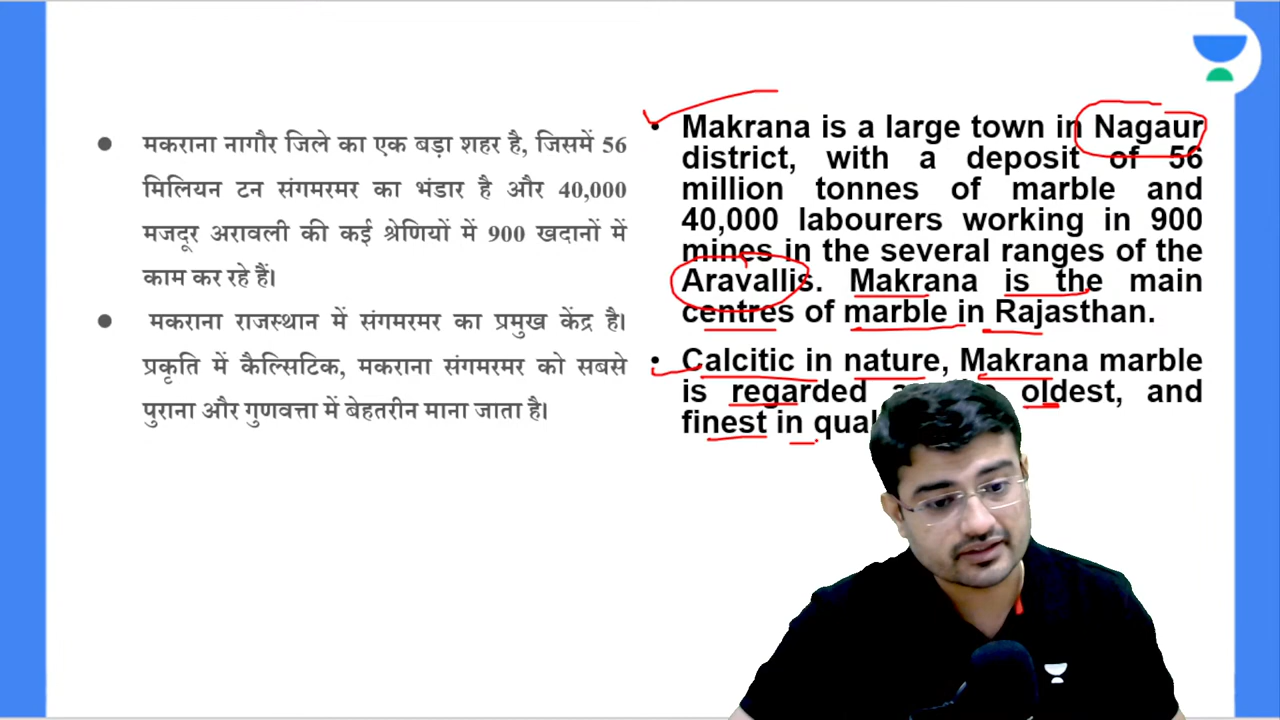 मकराना नागौर जिले का एक बड़ा शहर है, जिसमें 56
मिलियन टन संगमरमर का भंडार है और 40,000
मजदूर अरावली की कई श्रेणियों में 900 खदानों में
काम कर रहे हैं।
मकराना राजस्थान में संगमरमर का प्रमुख केंद्र है।
प्रकृति में कैल्सिटिक, मकराना संगमरमर को सबसे
पुराना और गुणवत्ता में बेहतरीन माना जाता है।
Makrana is a large town in Nagaur
district, with a deposit of 56
million tonnes of marble and
40,000 labourers working in 900
mines in the several ranges of the
Aravallis. Makrana is the main
centres of marble in Rajasthan.
Calcitic in nature, Makrana marble
is regarded oldest, and
finest in